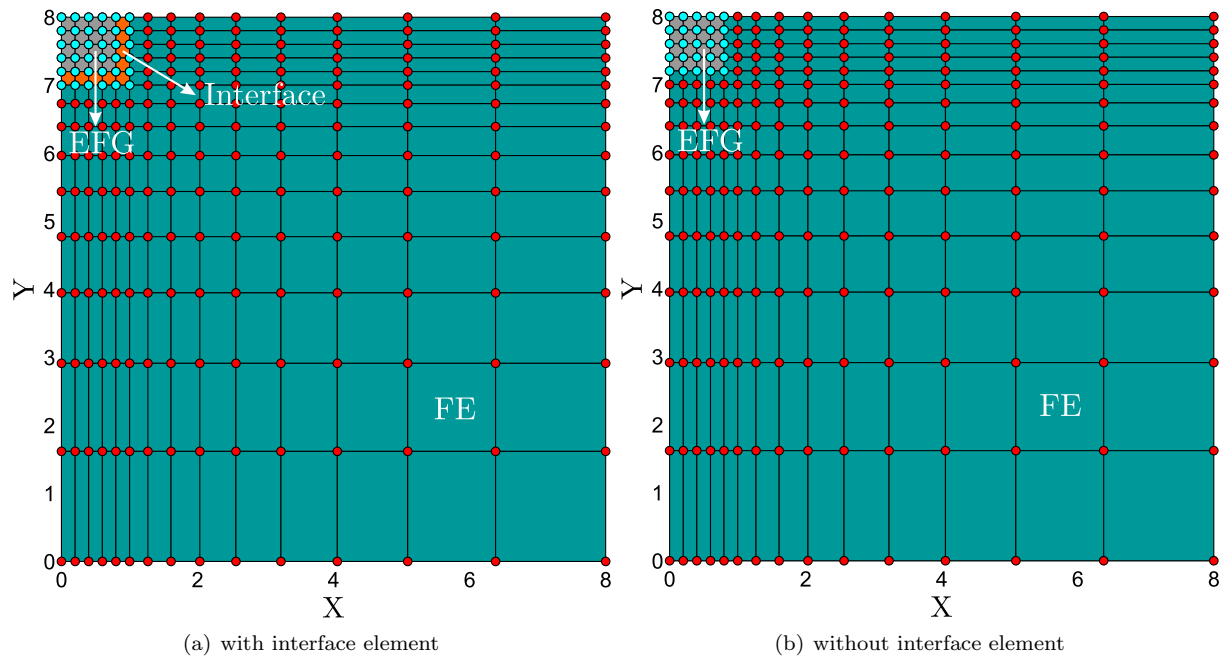 8
7
Interface
EFG
6
5
4
3
2
1
0
Y
FE
0 2 4 6 8
X
(a) with interface element
8
7
EFG
6
5
4
3
2
1
0
Y
FE
0 2 4 6 8
X
(b) without interface element